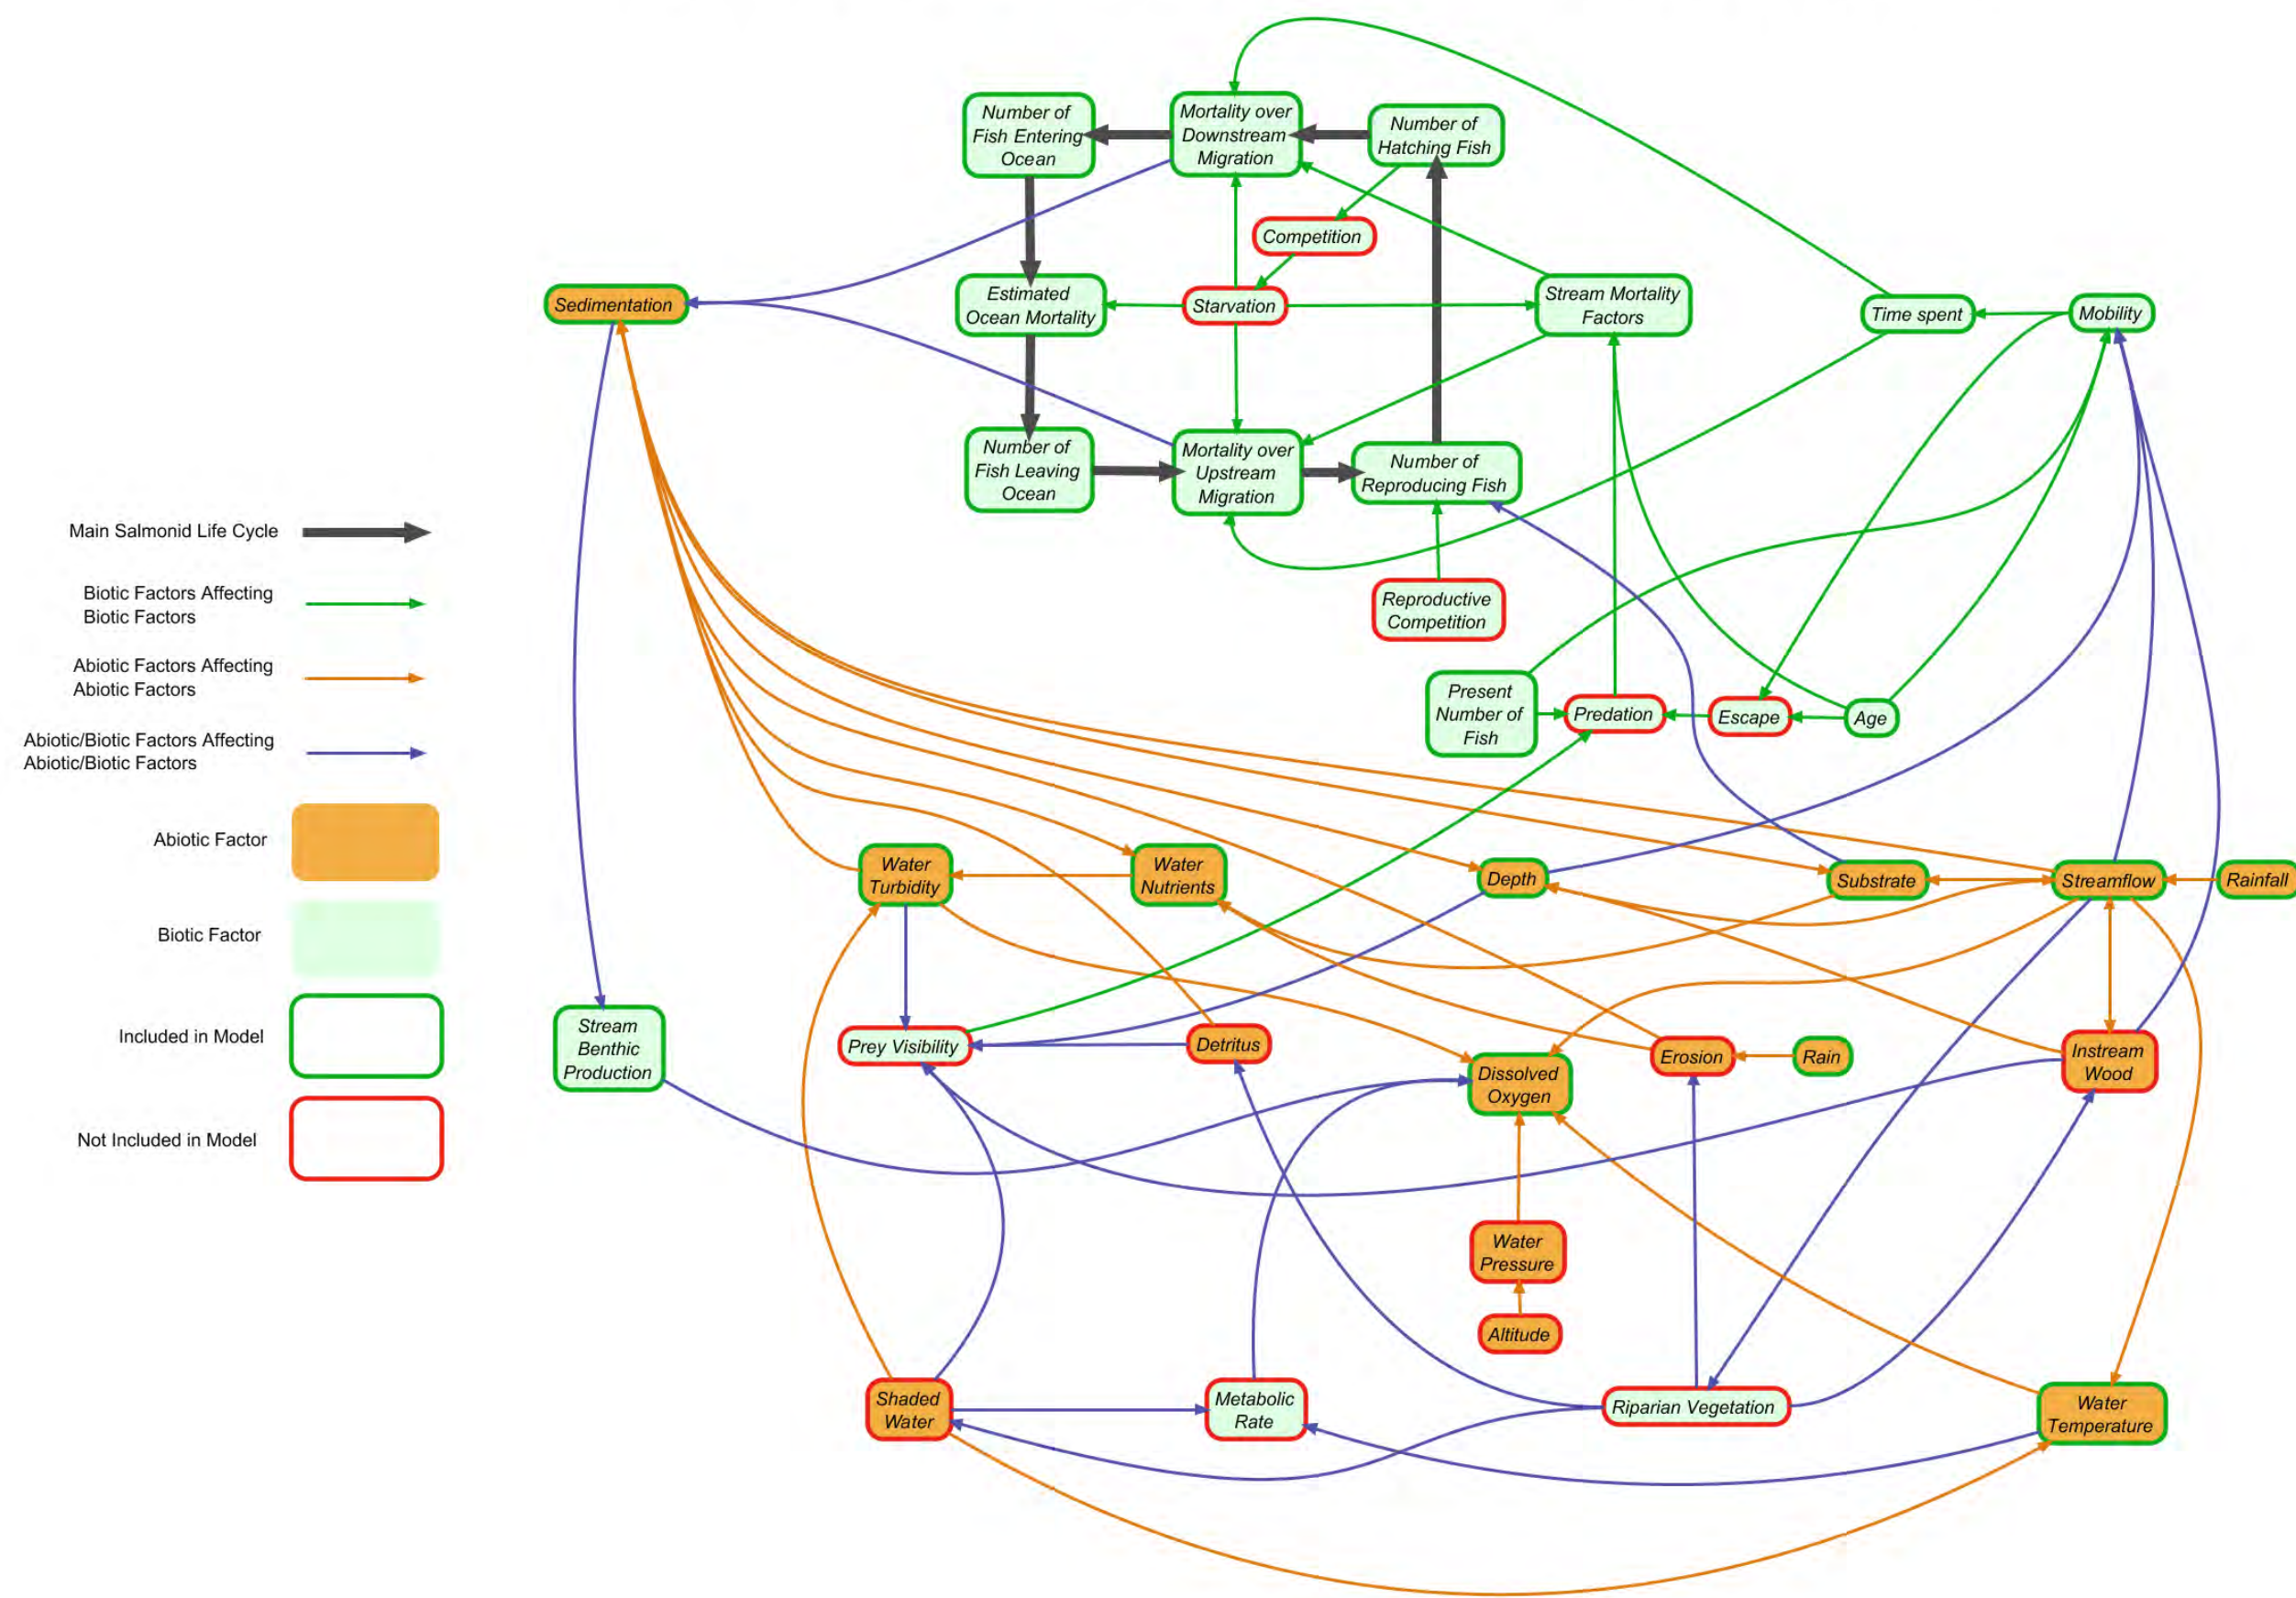 Number of
Fish Entering
Ocean
Mortality over
Downstream
Migration
Number of
Hatching Fish
Competition
Sedimentation
Estimated
Ocean Mortality
Starvation
Stream Mortality
Factors
Time spent
Mobility
Number of
Fish Leaving
Ocean
Mortality over
Upstream
Migration
Number of
Reproducing Fish
Reproductive
Competition
Present
Number of
Fish
Predation
Escape
Age
Main Salmonid Life Cycle
Biotic Factors Affecting
Biotic Factors
Abiotic Factors Affecting
Abiotic Factors
Abiotic/Biotic Factors Affecting
Abiotic/Biotic Factors
Abiotic Factor
Biotic Factor
Included in Model
Not Included in Model
Water
Turbidity
Water
Nutrients
Depth
Substrate
Streamflow
Rainfall
Stream
Benthic
Production
Prey Visibility
Detritus
Dissolved
Oxygen
Erosion
Rain
Instream
Wood
Water
Pressure
Altitude
Shaded
Water
Metabolic
Rate
Riparian Vegetation
Water
Temperature